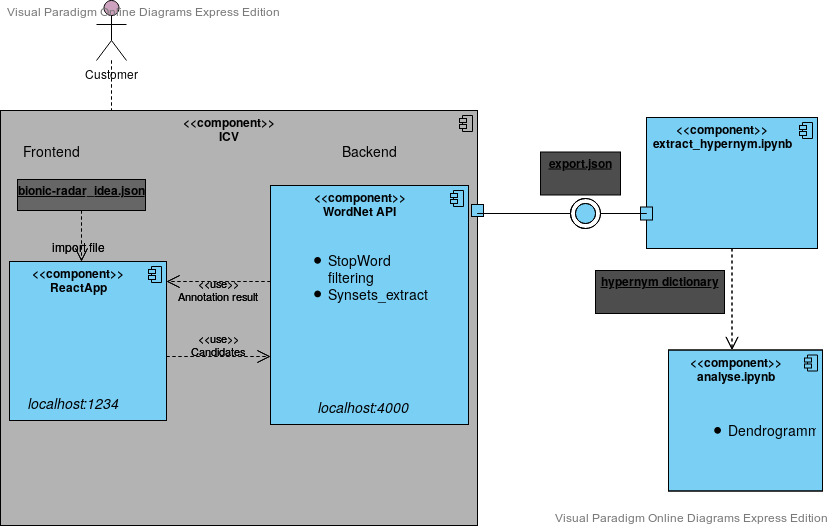 Visual Paradigm Online Diagrams Express Edition
Customer
<<component>>
ICV
Frontend
Backend
bionic-radar_idea.json
import file
<<component>>
ReactApp
localhost:1234
<<use>>
Annotation result
<<use>>
Candidates
<<component>>
WordNet API
StopWord
filtering
Synsets_extract
localhost:4000
export.json
<<component>>
extract_hypernym.ipynb
hypernym dictionary
<<component>>
analyse.ipynb
Dendrogramm
Visual Paradigm Online Diagrams Express Edition